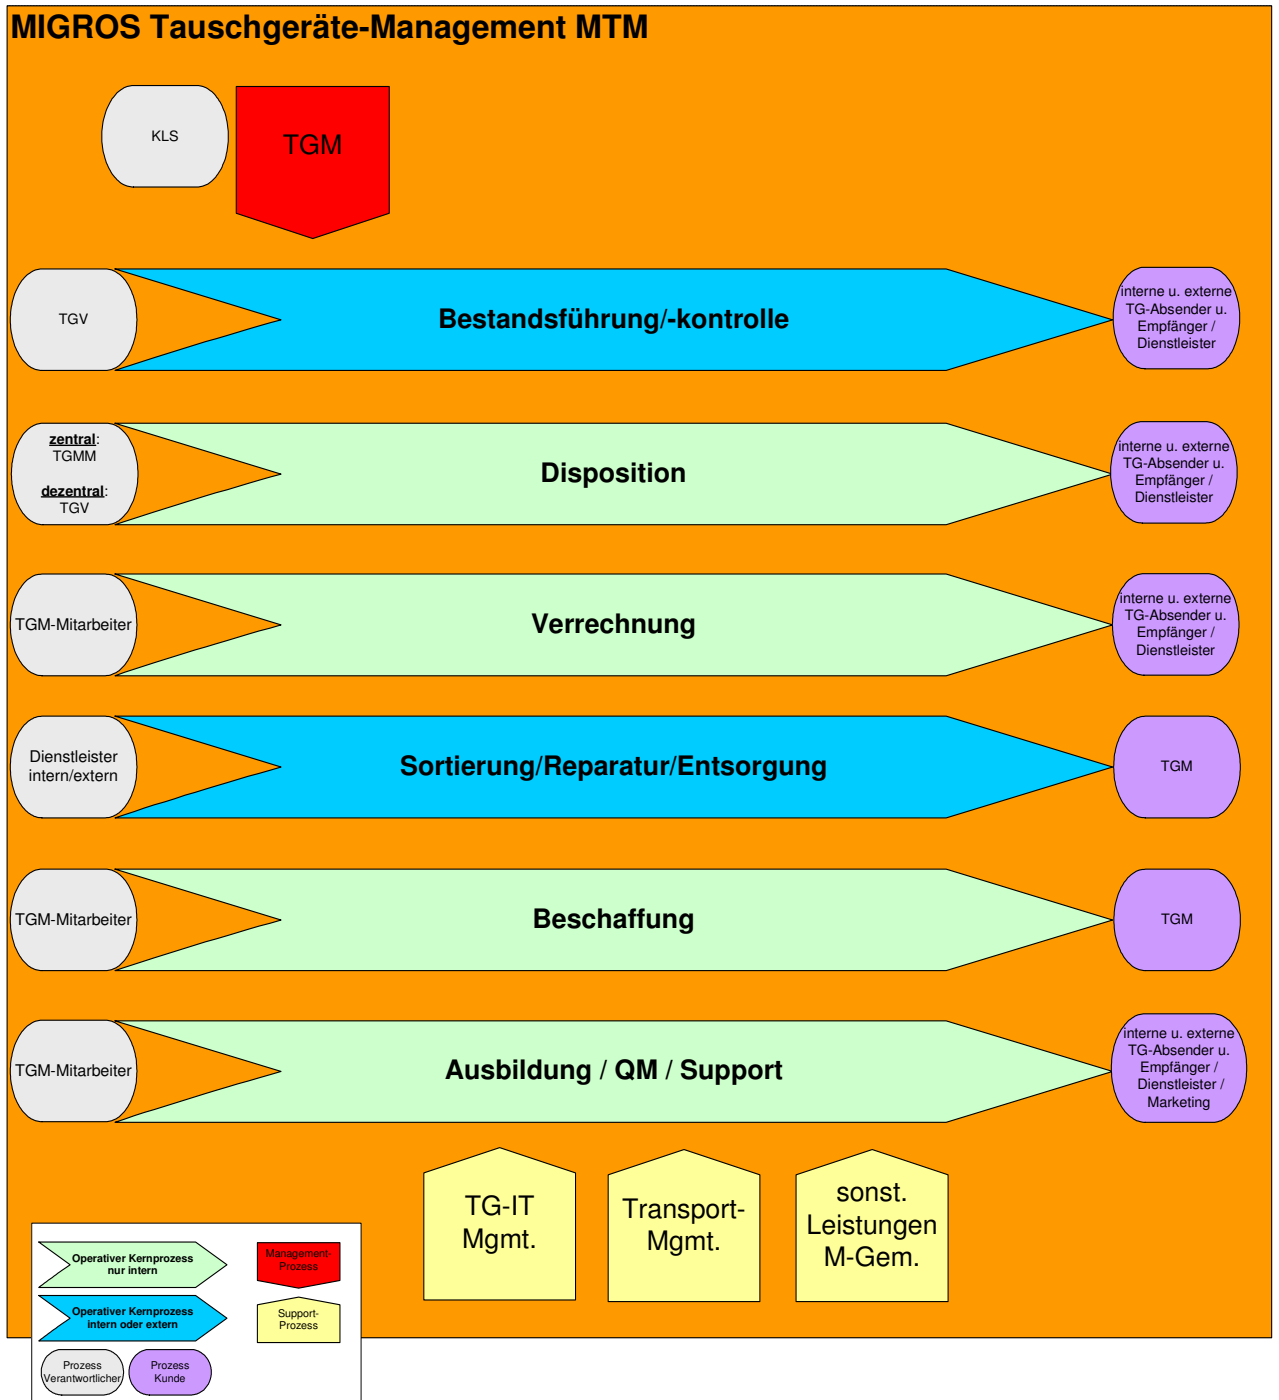 MIGROS Tauschgeräte-Management MTM
KLS
TGM
TGV
Bestandsführung/-kontrolle
interne u. externe
TG-Absender u.
Empfänger /
Dienstleister
zentral:
TGMM
dezentral:
TGV
Disposition
interne u. externe
TG-Absender u.
Empfänger /
Dienstleister
TGM-Mitarbeiter
Verrechnung
interne u. externe
TG-Absender u.
Empfänger /
Dienstleister
Dienstleister
intern/extern
Sortierung/Reparatur/Entsorgung
TGM
TGM-Mitarbeiter
Beschaffung
TGM
TGM-Mitarbeiter
Ausbildung / QM / Support
interne u. externe
TG-Absender u.
Empfänger /
Dienstleister /
Marketing
TG-IT
Mgmt.
Transport-
Mgmt.
sonst.
Leistungen
M-Gem.
Operativer Kernprozess
nur intern
Management-
Prozess
Operativer Kernprozess
intern oder extern
Support-
Prozess
Prozess
Verantwortlicher
Prozess
Kunde